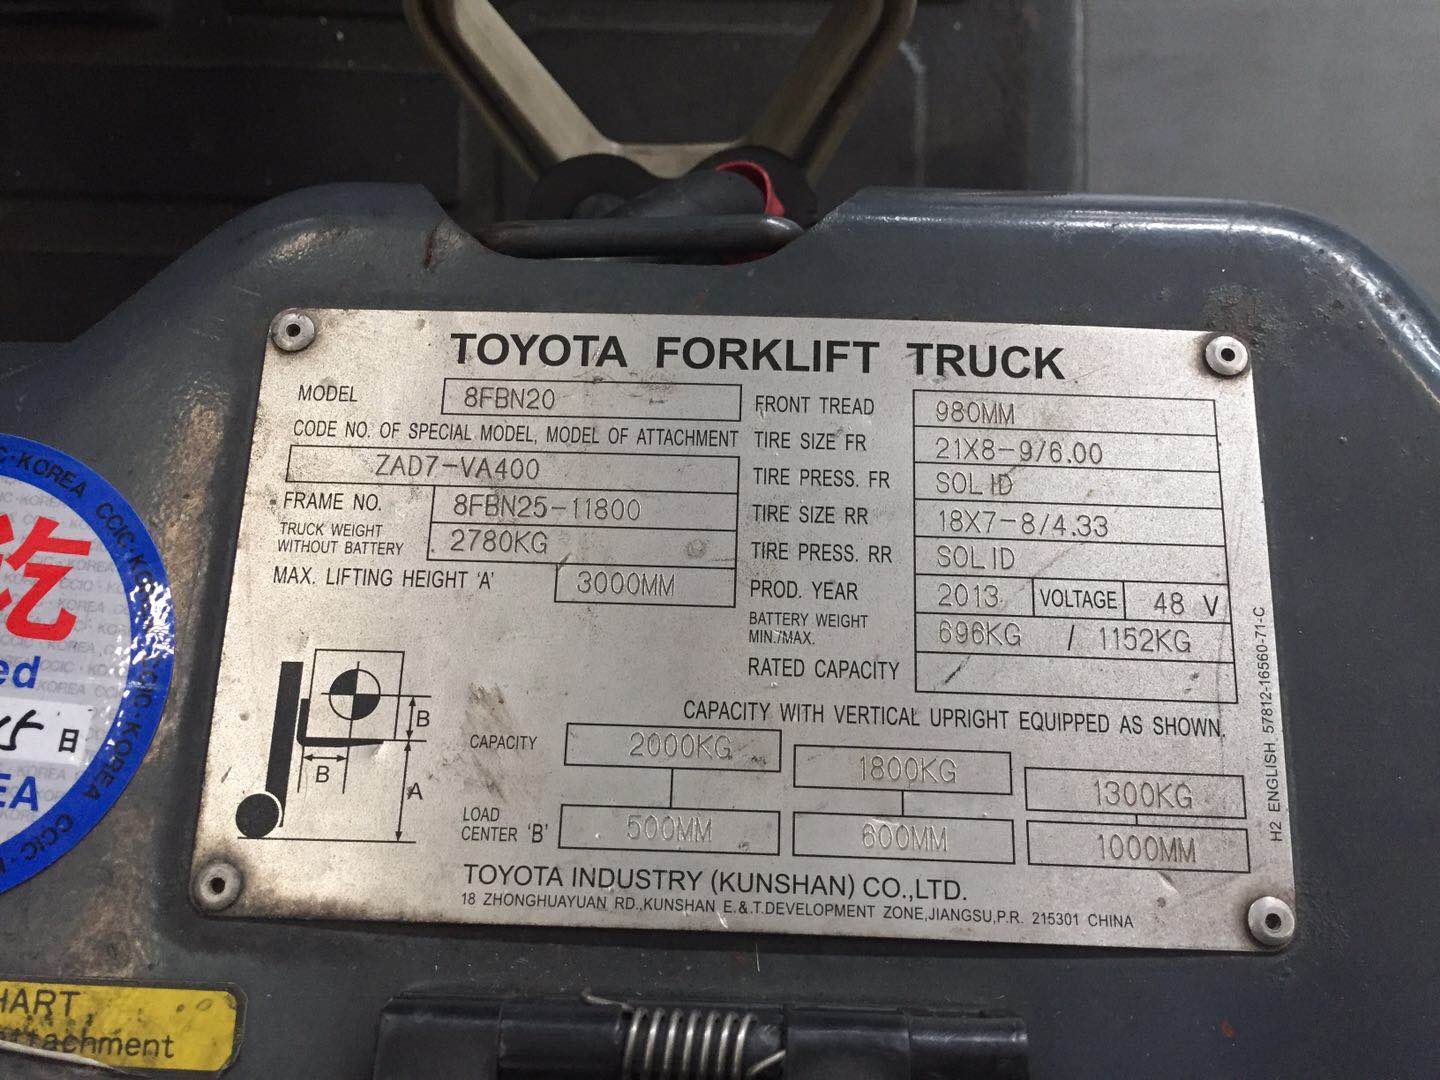 TOYOTA FORKLIFT TRUCK
MODEL 8FBN20
CODE NO. OF SPECIAL MODEL, MODEL OF ATTACHMENT
ZAD7-VA400
FRAME NO. 8FBN25-11800
TRUCK WEIGHT
WITHOUT BATTERY 2780KG
MAX. LIFTING HEIGHT 'A' 3000MM
FRONT TREAD 980MM
TIRE SIZE FR 21X8-9/6.00
TIRE PRESS. FR SOLID
TIRE SIZE RR 18X7-8/4.33
TIRE PRESS. RR SOLID
PROD. YEAR 2013 VOLTAGE 48 V
BATTERY WEIGHT
MIN./MAX. 696KG / 1152KG
RATED CAPACITY
CAPACITY WITH VERTICAL UPRIGHT EQUIPPED AS SHOWN.
B
B
A
CAPACITY 2000KG 1800KG 1300KG
LOAD
CENTER 'B' 500MM 600MM 1000MM
TOYOTA INDUSTRY (KUNSHAN) CO.,LTD.
18 ZHONGHUAYUAN RD.,KUNSHAN E.&T.DEVELOPMENT ZONE,JIANGSU,P.R. 215301 CHINA
H2 ENGLISH 57812-16560-71-C
KOREA CCIC·KOREA CCIC·KOREA CCIC
日
HART
attachment